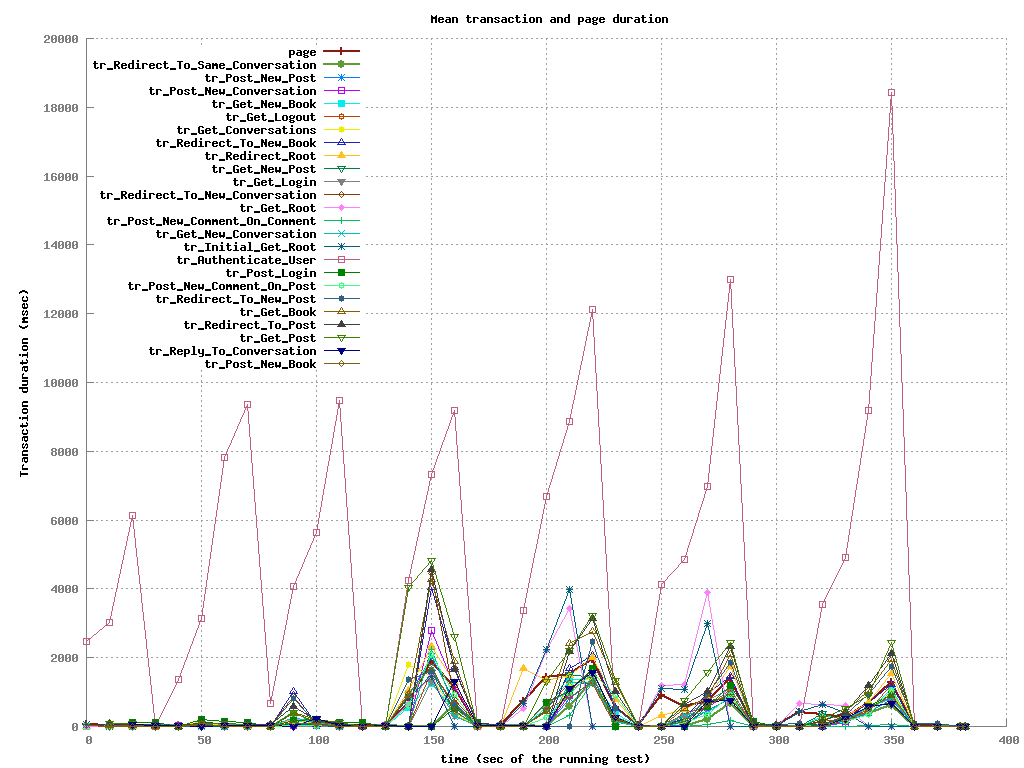 Mean transaction and page duration
20000
18000
16000
14000
12000
10000
8000
6000
4000
2000
0
Transaction duration (msec)
page
tr_Redirect_To_Same_Conversation
tr_Post_New_Post
tr_Post_New_Conversation
tr_Get_New_Book
tr_Get_Logout
tr_Get_Conversations
tr_Redirect_To_New_Book
tr_Redirect_Root
tr_Get_New_Post
tr_Get_Login
tr_Redirect_To_New_Conversation
tr_Get_Root
tr_Post_New_Comment_On_Comment
tr_Get_New_Conversation
tr_Initial_Get_Root
tr_Authenticate_User
tr_Post_Login
tr_Post_New_Comment_On_Post
tr_Redirect_To_New_Post
tr_Get_Book
tr_Redirect_To_Post
tr_Get_Post
tr_Reply_To_Conversation
tr_Post_New_Book
0 50 100 150 200 250 300 350 400
time (sec of the running test)